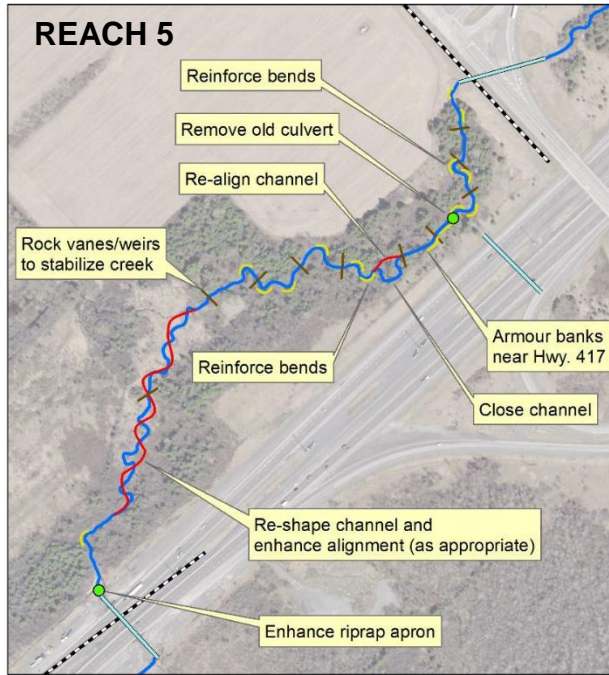 REACH 5
Reinforce bends
Remove old culvert
Re-align channel
Rock vanes/weirs
to stabilize creek
Reinforce bends
Armour banks
near Hwy. 417
Close channel
Re-shape channel and
enhance alignment (as appropriate)
Enhance riprap apron